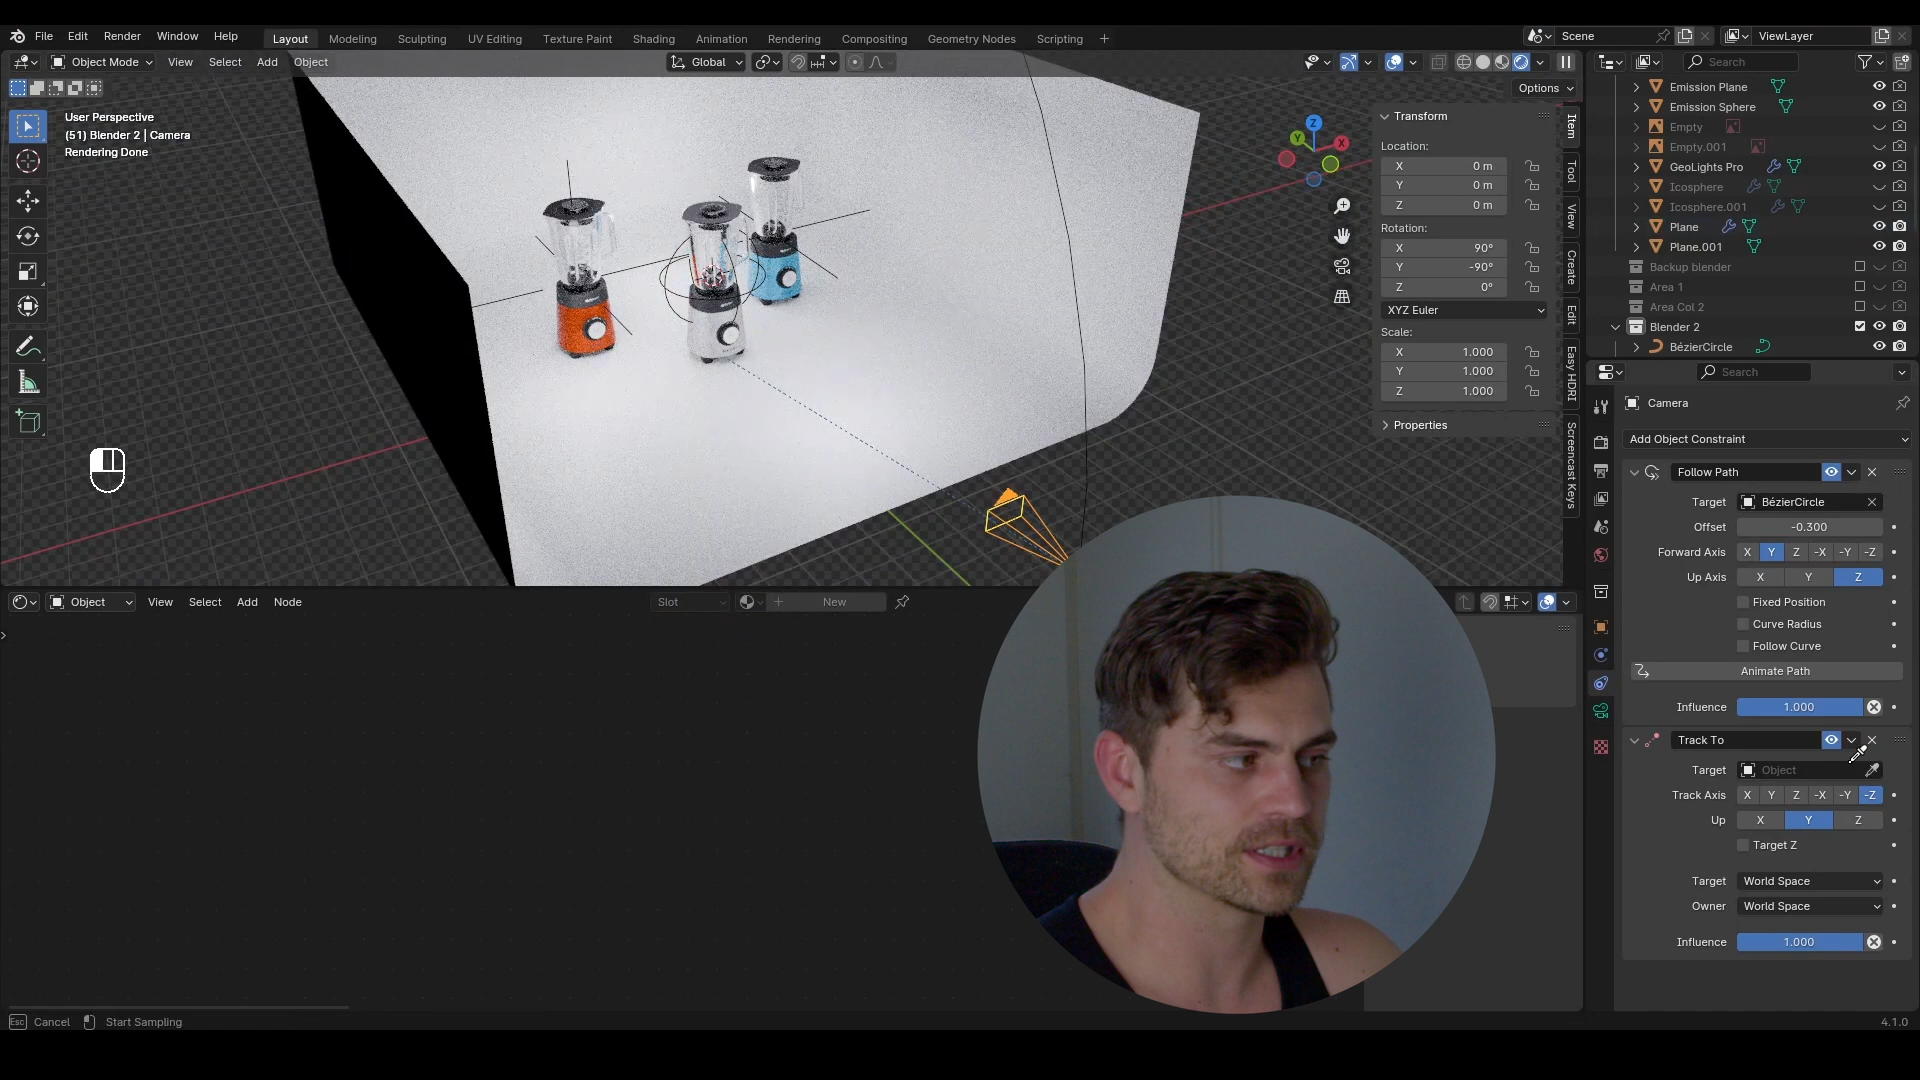 File Edit Render Window Help Layout Modeling Sculpting UV Editing Texture Paint Shading Animation Rendering Compositing Geometry Nodes Scripting + Scene ViewLayer
Object Mode View Select Add Object Global Search
Options
User Perspective
(51) Blender 2 | Camera
Rendering Done
Transform
Location:
X 0 m
Y 0 m
Z 0 m
Rotation:
X 90°
Y -90°
Z 0°
XYZ Euler
Scale:
X 1.000
Y 1.000
Z 1.000
Properties
Item
Tool
View
Create
Edit
Easy HDRI
Screencast Keys
Z
Y
X
Emission Plane
Emission Sphere
Empty
Empty.001
GeoLights Pro
Icosphere
Icosphere.001
Plane
Plane.001
Backup blender
Area 1
Area Col 2
Blender 2
BézierCircle
Search
Camera
Add Object Constraint
Follow Path
Target BézierCircle
Offset -0.300
Forward Axis X Y Z -X -Y -Z
Up Axis X Y Z
Fixed Position
Curve Radius
Follow Curve
Animate Path
Influence 1.000
Track To
Target Object
Track Axis X Y Z -X -Y -Z
Up X Y Z
Target Z
Target World Space
Owner World Space
Influence 1.000
Object View Select Add Node Slot New
Esc Cancel Start Sampling
4.1.0